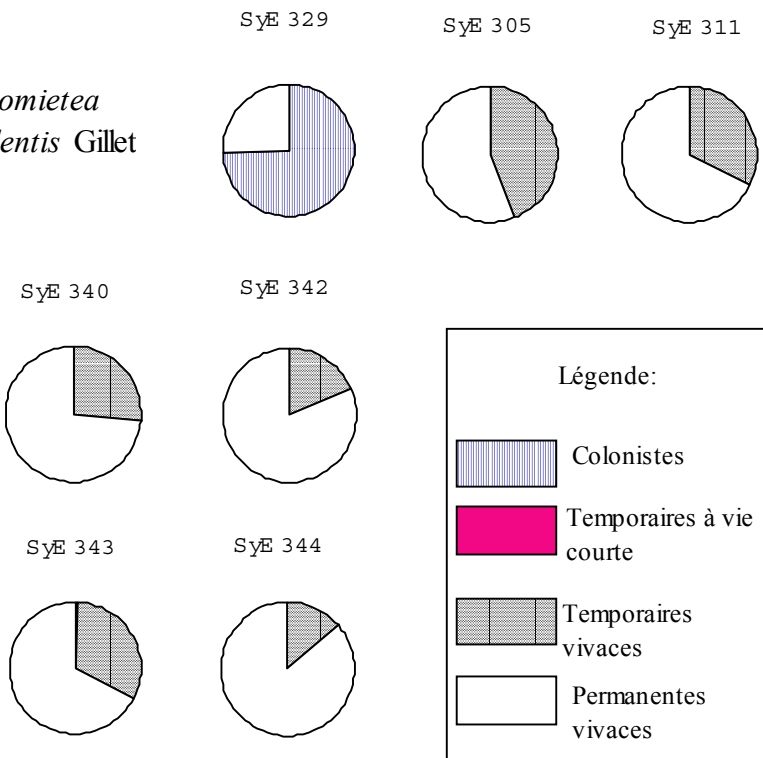 SyE 329 SyE 305 SyE 311
omietea
entis Gillet
SyE 340 SyE 342
Légende:
Colonistes
Temporaires à vie
courte
SyE 343 SyE 344
Temporaires
vivaces
Permanentes
vivaces